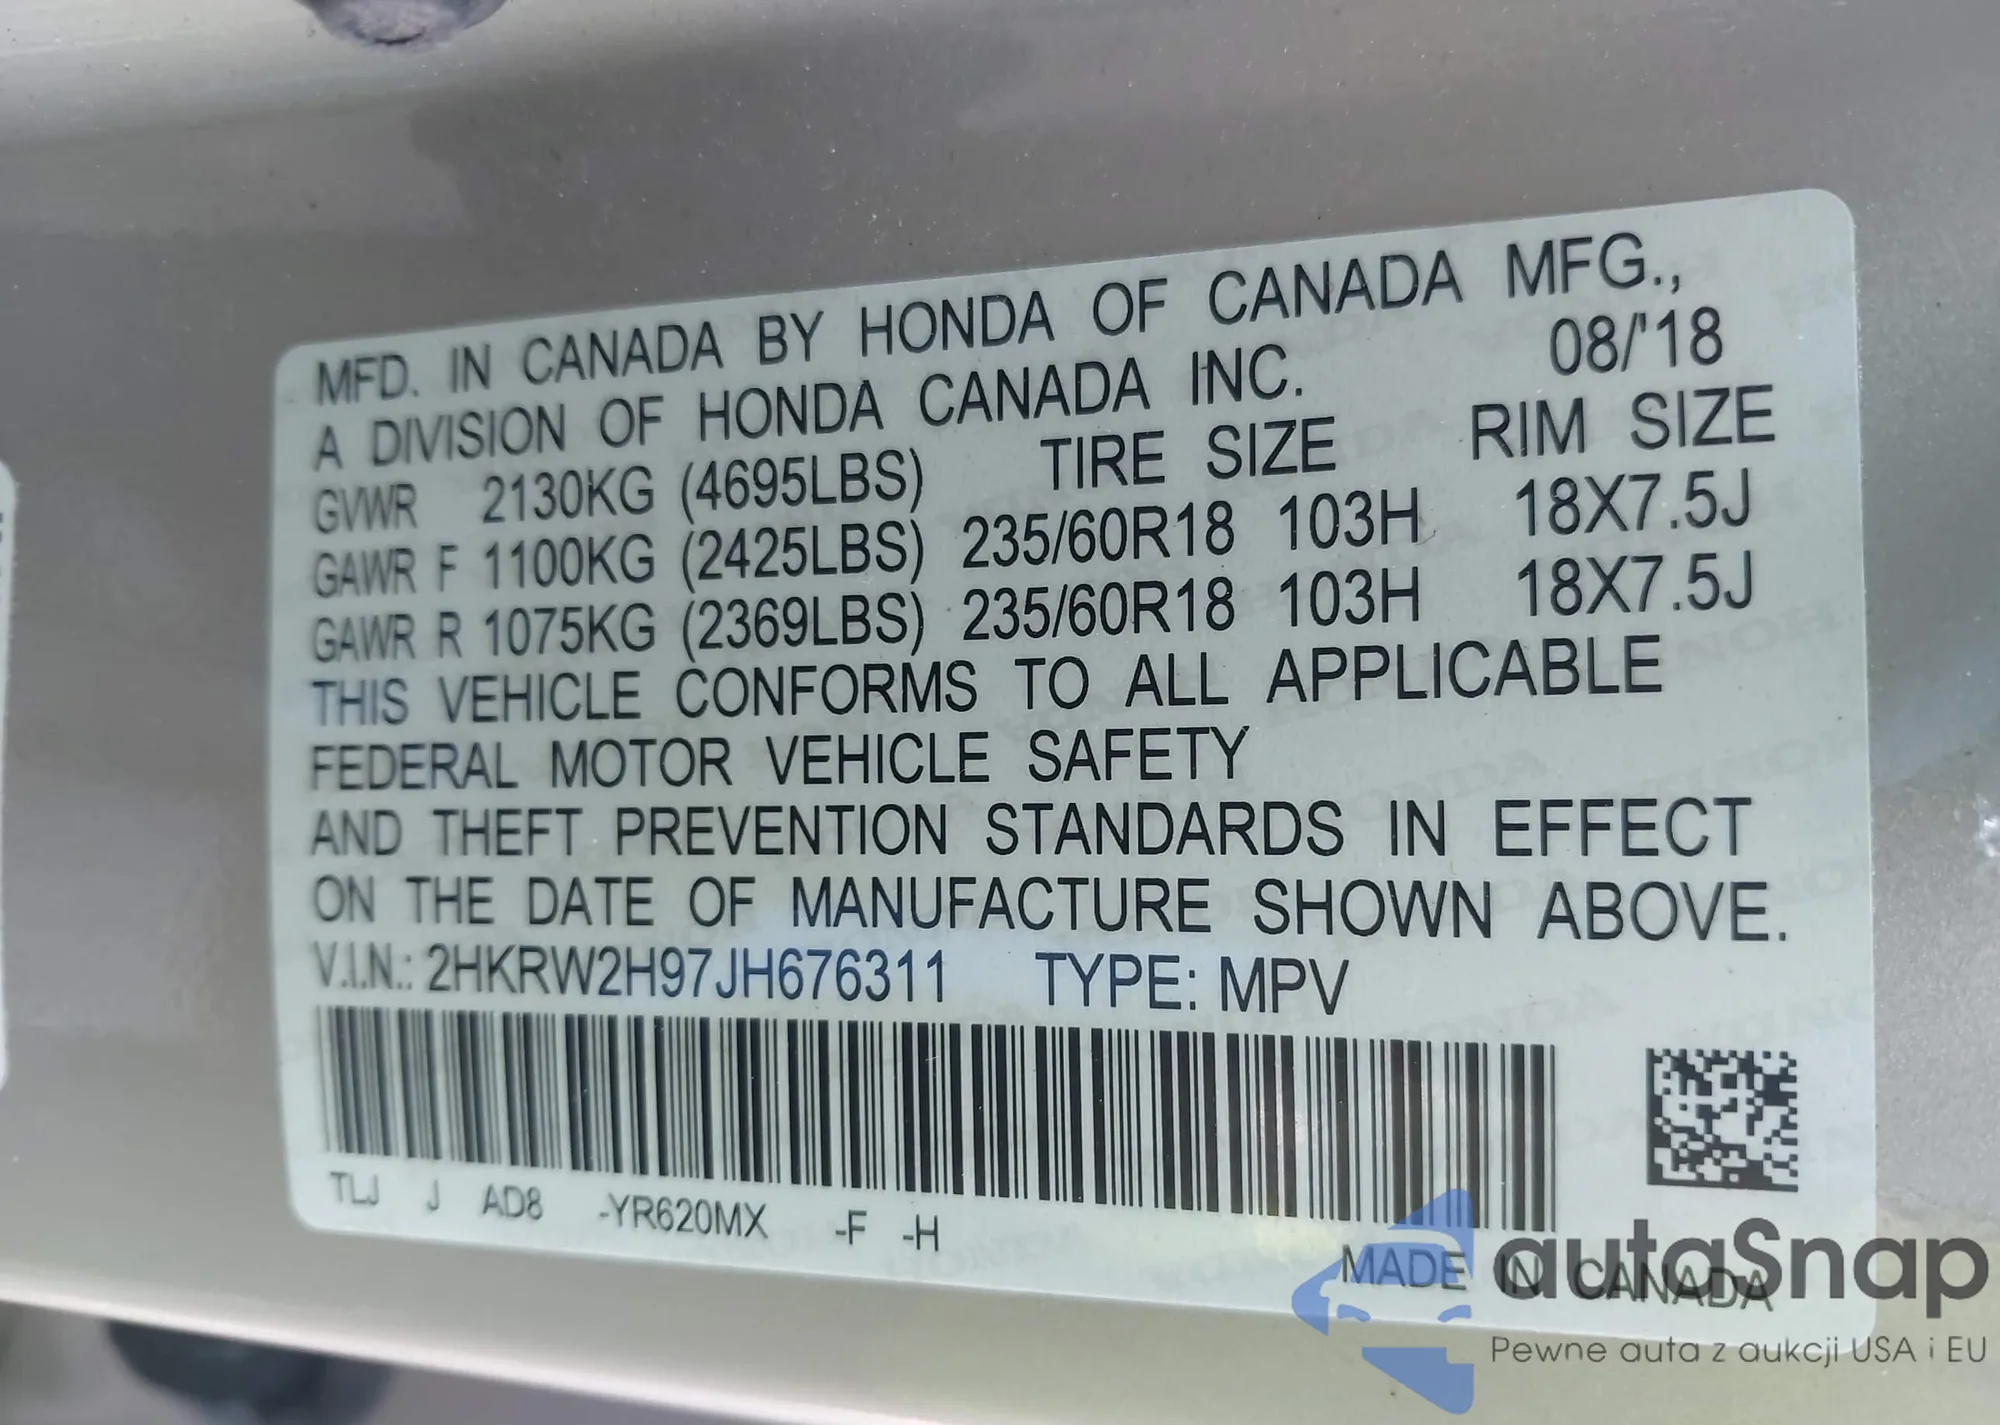 MFD. IN CANADA BY HONDA OF CANADA MFG.,
A DIVISION OF HONDA CANADA INC. 08/'18
GVWR 2130KG (4695LBS) TIRE SIZE RIM SIZE
GAWR F 1100KG (2425LBS) 235/60R18 103H 18X7.5J
GAWR R 1075KG (2369LBS) 235/60R18 103H 18X7.5J
THIS VEHICLE CONFORMS TO ALL APPLICABLE
FEDERAL MOTOR VEHICLE SAFETY
AND THEFT PREVENTION STANDARDS IN EFFECT
ON THE DATE OF MANUFACTURE SHOWN ABOVE.
V.I.N.: 2HKRW2H97JH676311 TYPE: MPV
TLJ J AD8 -YR620MX -F -H
MADE IN CANADA
autaSnap
Pewne auta z aukcji USA i EU